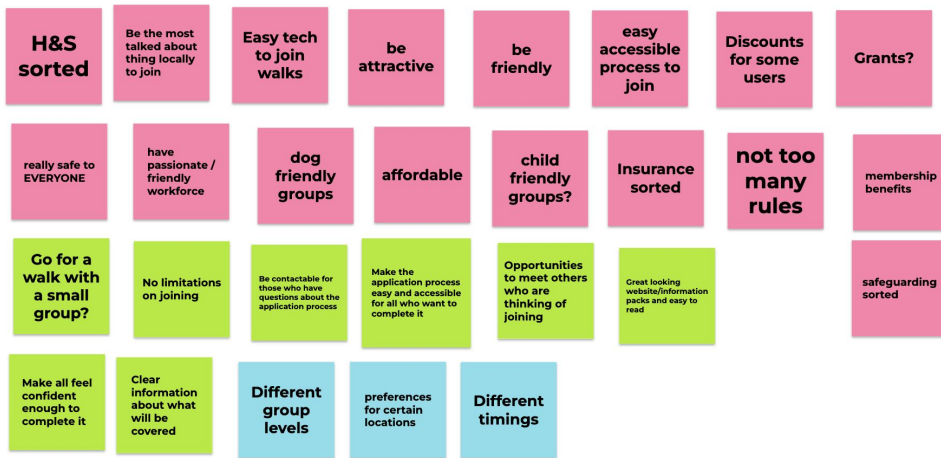 H&S
sorted
Be the most
talked about
thing locally
to join
Easy tech
to join
walks
be
attractive
be
friendly
easy
accessible
process to
join
Discounts
for some
users
Grants?
really safe to
EVERYONE
have
passionate /
friendly
workforce
dog
friendly
groups
affordable
child
friendly
groups?
Insurance
sorted
not too
many
rules
membership
benefits
Go for a
walk with
a small
group?
No limitations
on joining
Be contactable for
those who have
questions about the
application process
Make the
application process
easy and accessible
for all who want to
complete it
Opportunities
to meet others
who are
thinking of
joining
Great looking
website/information
packs and easy to
read
safeguarding
sorted
Make all feel
confident
enough to
complete it
Clear
information
about what
will be
covered
Different
group
levels
preferences
for certain
locations
Different
timings